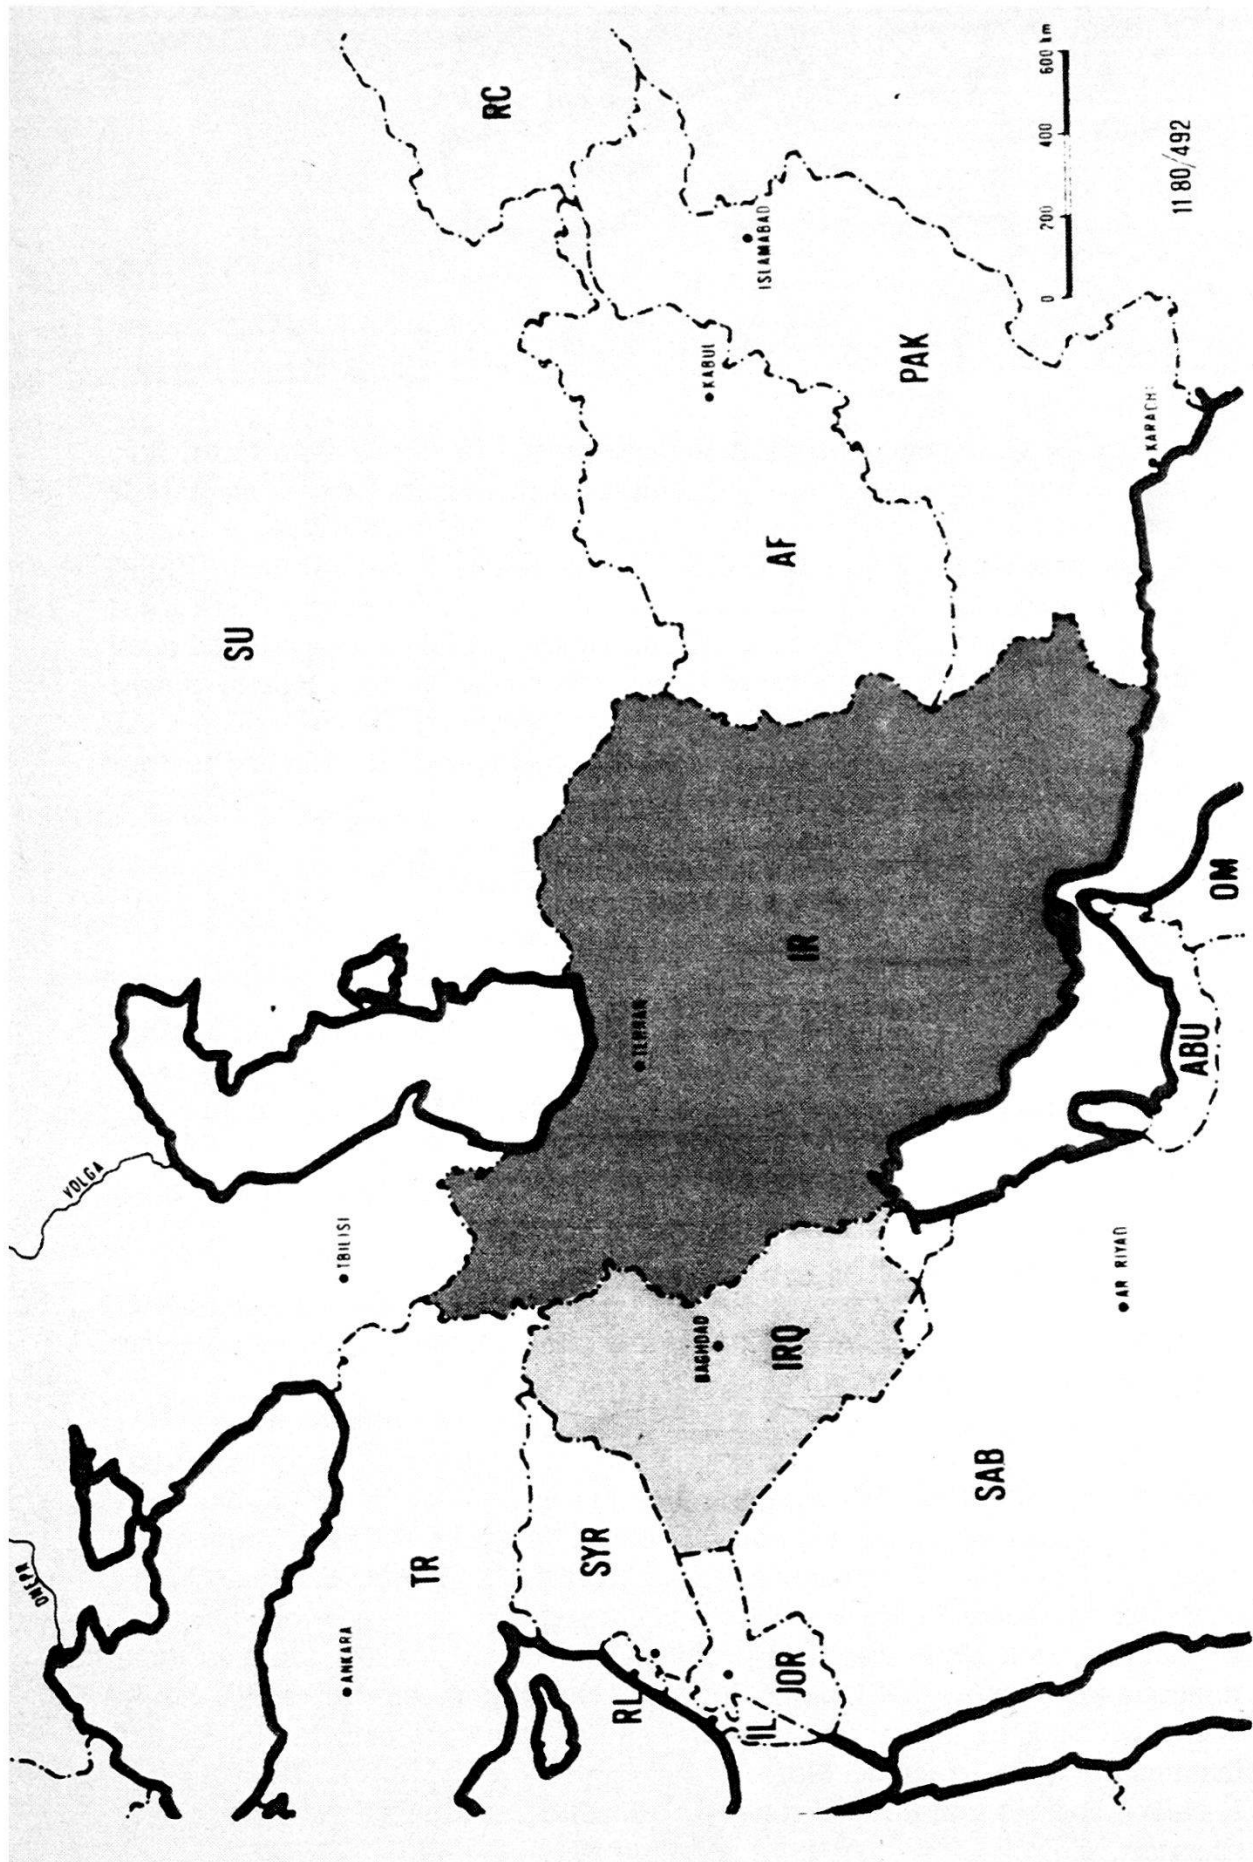 DNEPR
VOLGA
SU
RC
ANKARA
TBILISI
TR
TEHRAN
KABUL
ISLAMABAD
SYR
BAGHDAD
IRQ
IR
AF
PAK
RL
IL
JOR
SAB
AR RIYAD
ABU
OM
KARACHI
0 200 400 600 km
11 80/492